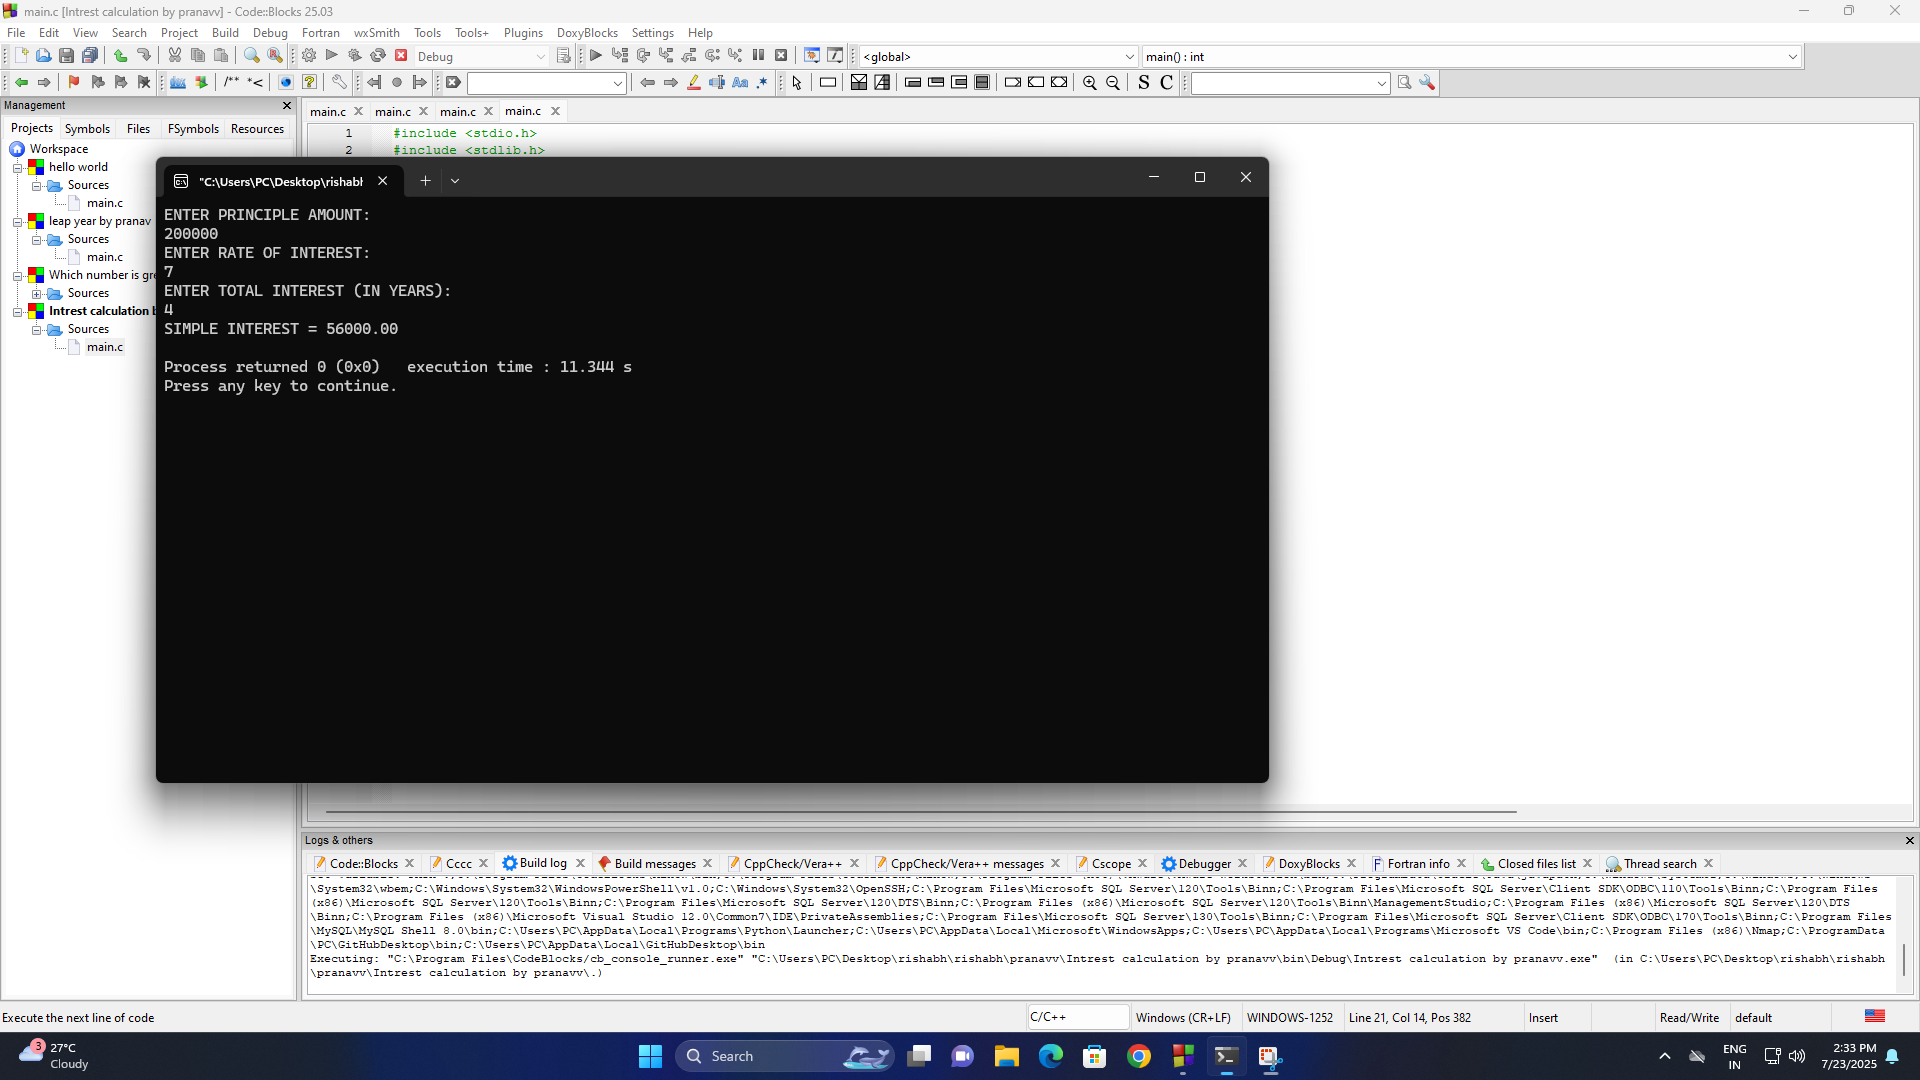 main.c [Intrest calculation by pranavv] - Code::Blocks 25.03
File Edit View Search Project Build Debug Fortran wxSmith Tools Tools+ Plugins DoxyBlocks Settings Help
Debug
<global>
main() : int
/** *<
Aa .*
S C
Management
Projects Symbols Files FSymbols Resources
Workspace
hello world
Sources
main.c
leap year by pranav
Sources
main.c
Which number is gre
Sources
Intrest calculation b
Sources
main.c
main.c main.c main.c main.c
1 #include <stdio.h>
2 #include <stdlib.h>
"C:\Users\PC\Desktop\rishabh
ENTER PRINCIPLE AMOUNT:
200000
ENTER RATE OF INTEREST:
7
ENTER TOTAL INTEREST (IN YEARS):
4
SIMPLE INTEREST = 56000.00
Process returned 0 (0x0)   execution time : 11.344 s
Press any key to continue.
Logs & others
Code::Blocks Cccc Build log Build messages CppCheck/Vera++ CppCheck/Vera++ messages Cscope Debugger DoxyBlocks Fortran info Closed files list Thread search
\System32\wbem;C:\Windows\System32\WindowsPowerShell\v1.0;C:\Windows\System32\OpenSSH;C:\Program Files\Microsoft SQL Server\120\Tools\Binn;C:\Program Files\Microsoft SQL Server\Client SDK\ODBC\110\Tools\Binn;C:\Program Files
(x86)\Microsoft SQL Server\120\Tools\Binn;C:\Program Files\Microsoft SQL Server\120\DTS\Binn;C:\Program Files (x86)\Microsoft SQL Server\120\Tools\Binn\ManagementStudio;C:\Program Files (x86)\Microsoft SQL Server\120\DTS
\Binn;C:\Program Files (x86)\Microsoft Visual Studio 12.0\Common7\IDE\PrivateAssemblies;C:\Program Files\Microsoft SQL Server\130\Tools\Binn;C:\Program Files\Microsoft SQL Server\Client SDK\ODBC\170\Tools\Binn;C:\Program Files
\MySQL\MySQL Shell 8.0\bin;C:\Users\PC\AppData\Local\Programs\Python\Launcher;C:\Users\PC\AppData\Local\Microsoft\WindowsApps;C:\Users\PC\AppData\Local\Programs\Microsoft VS Code\bin;C:\Program Files (x86)\Nmap;C:\ProgramData
\PC\GitHubDesktop\bin;C:\Users\PC\AppData\Local\GitHubDesktop\bin
Executing: "C:\Program Files\CodeBlocks/cb_console_runner.exe" "C:\Users\PC\Desktop\rishabh\rishabh\pranavv\Intrest calculation by pranavv\bin\Debug\Intrest calculation by pranavv.exe"  (in C:\Users\PC\Desktop\rishabh\rishabh
\pranavv\Intrest calculation by pranavv\.)
Execute the next line of code
C/C++
Windows (CR+LF) WINDOWS-1252 Line 21, Col 14, Pos 382 Insert Read/Write default
3
27°C
Cloudy
Search
ENG
IN
2:33 PM
7/23/2025